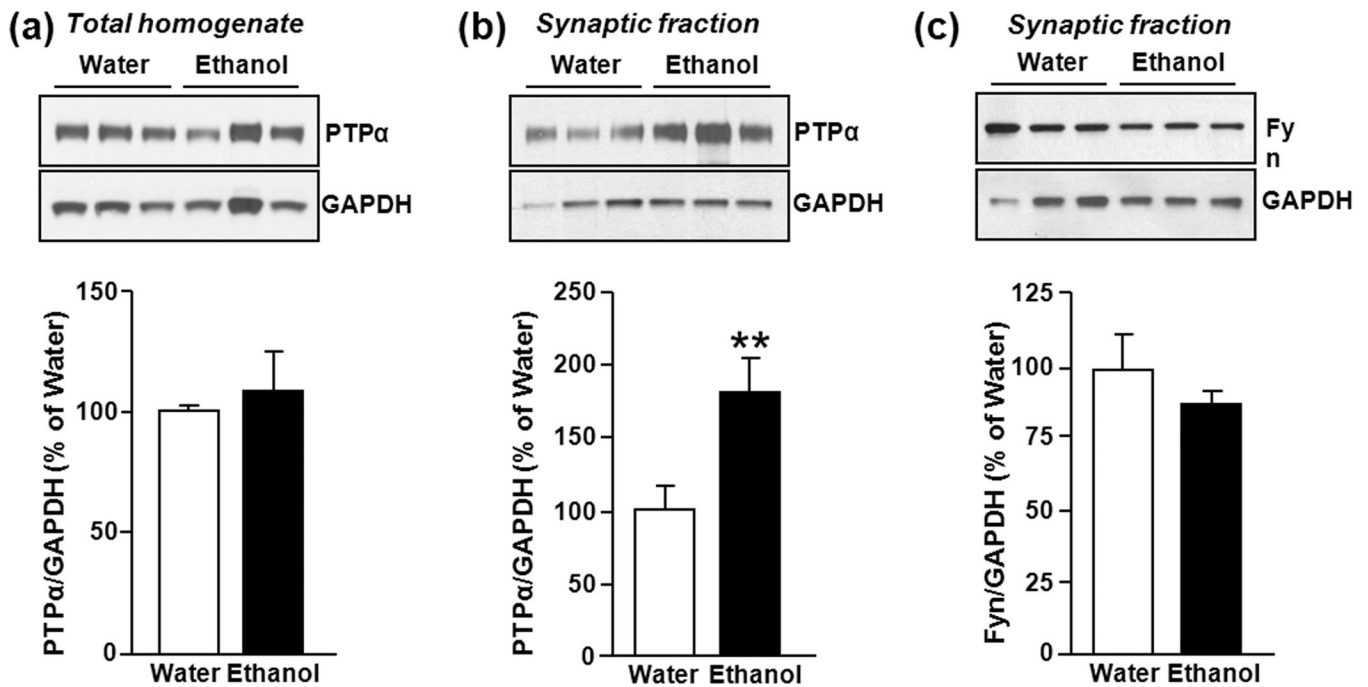 (a) Total homogenate
Water Ethanol
PTPα
GAPDH
PTPα/GAPDH (% of Water)
150
100
50
0
Water Ethanol
(b) Synaptic fraction
Water Ethanol
PTPα
GAPDH
PTPα/GAPDH (% of Water)
250
200
150
100
50
0
**
Water Ethanol
(c) Synaptic fraction
Water Ethanol
Fy
n
GAPDH
Fyn/GAPDH (% of Water)
125
100
75
50
25
0
Water Ethanol